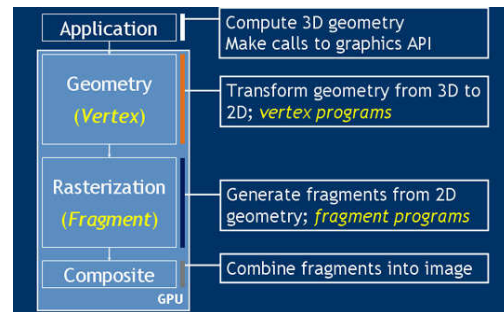 Application
Compute 3D geometry
Make calls to graphics API
Geometry
(Vertex)
Transform geometry from 3D to
2D; vertex programs
Rasterization
(Fragment)
Generate fragments from 2D
geometry; fragment programs
Composite
Combine fragments into image
GPU